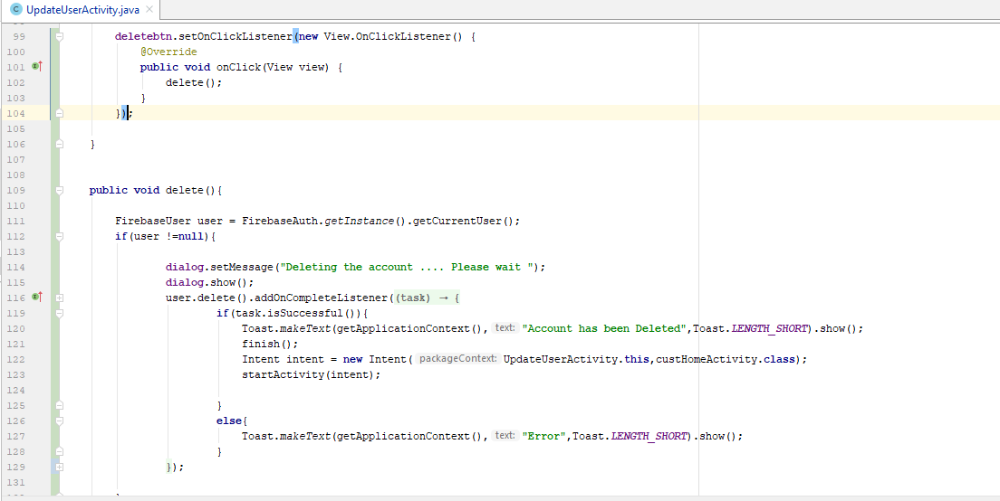 UpdateUserActivity.java
99 deletebtn.setOnClickListener(new View.OnClickListener() {
100 @Override
101 public void onClick(View view) {
102 delete();
103 }
104 });
105
106 }
107
108
109 public void delete(){
110
111 FirebaseUser user = FirebaseAuth.getInstance().getCurrentUser();
112 if(user !=null){
113
114 dialog.setMessage("Deleting the account .... Please wait ");
115 dialog.show();
116 user.delete().addOnCompleteListener((task) → {
119 if(task.isSuccessful()){
120 Toast.makeText(getApplicationContext(), text: "Account has been Deleted",Toast.LENGTH_SHORT).show();
121 finish();
122 Intent intent = new Intent( packageContext: UpdateUserActivity.this,custHomeActivity.class);
123 startActivity(intent);
124
125 }
126 else{
127 Toast.makeText(getApplicationContext(), text: "Error",Toast.LENGTH_SHORT).show();
128 }
129 });
131